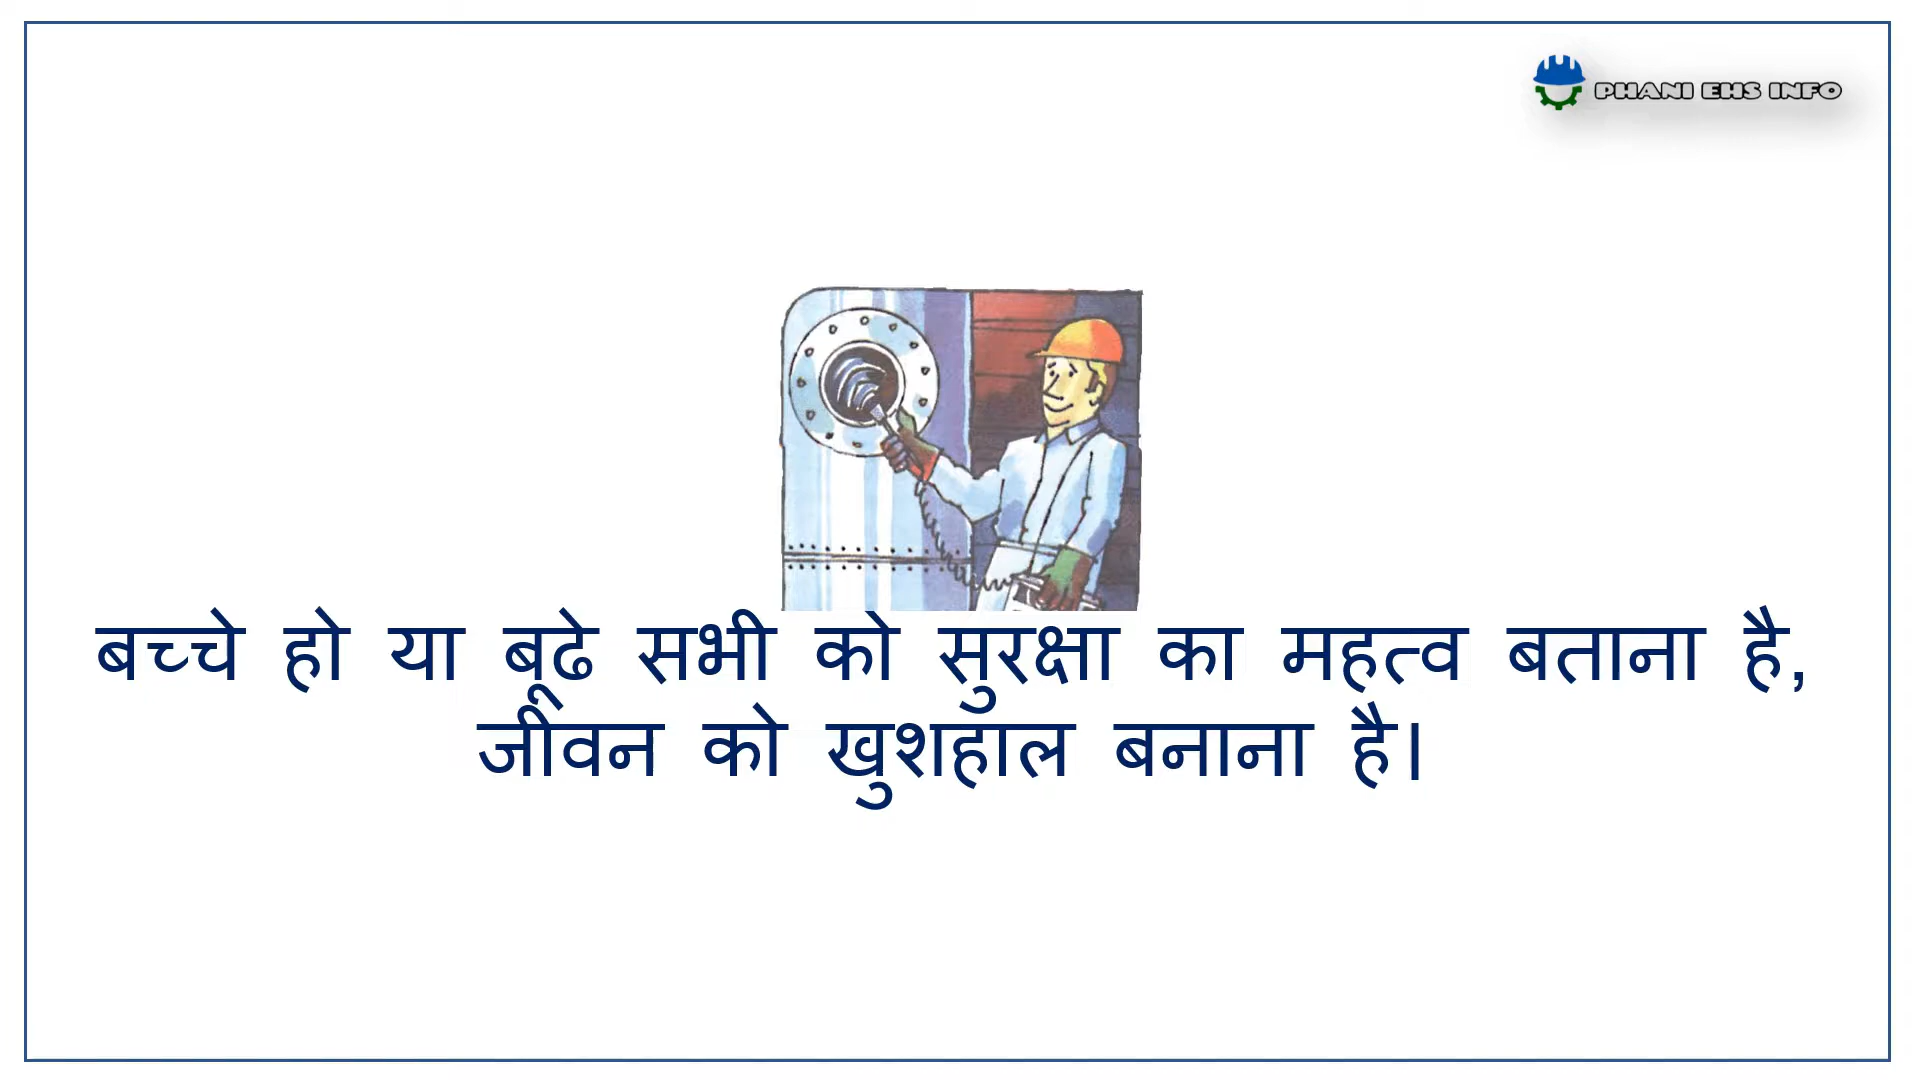 PHANI EHS INFO
बच्चे हो या बूढे सभी को सुरक्षा का महत्व बताना है,
जीवन को खुशहाल बनाना है।